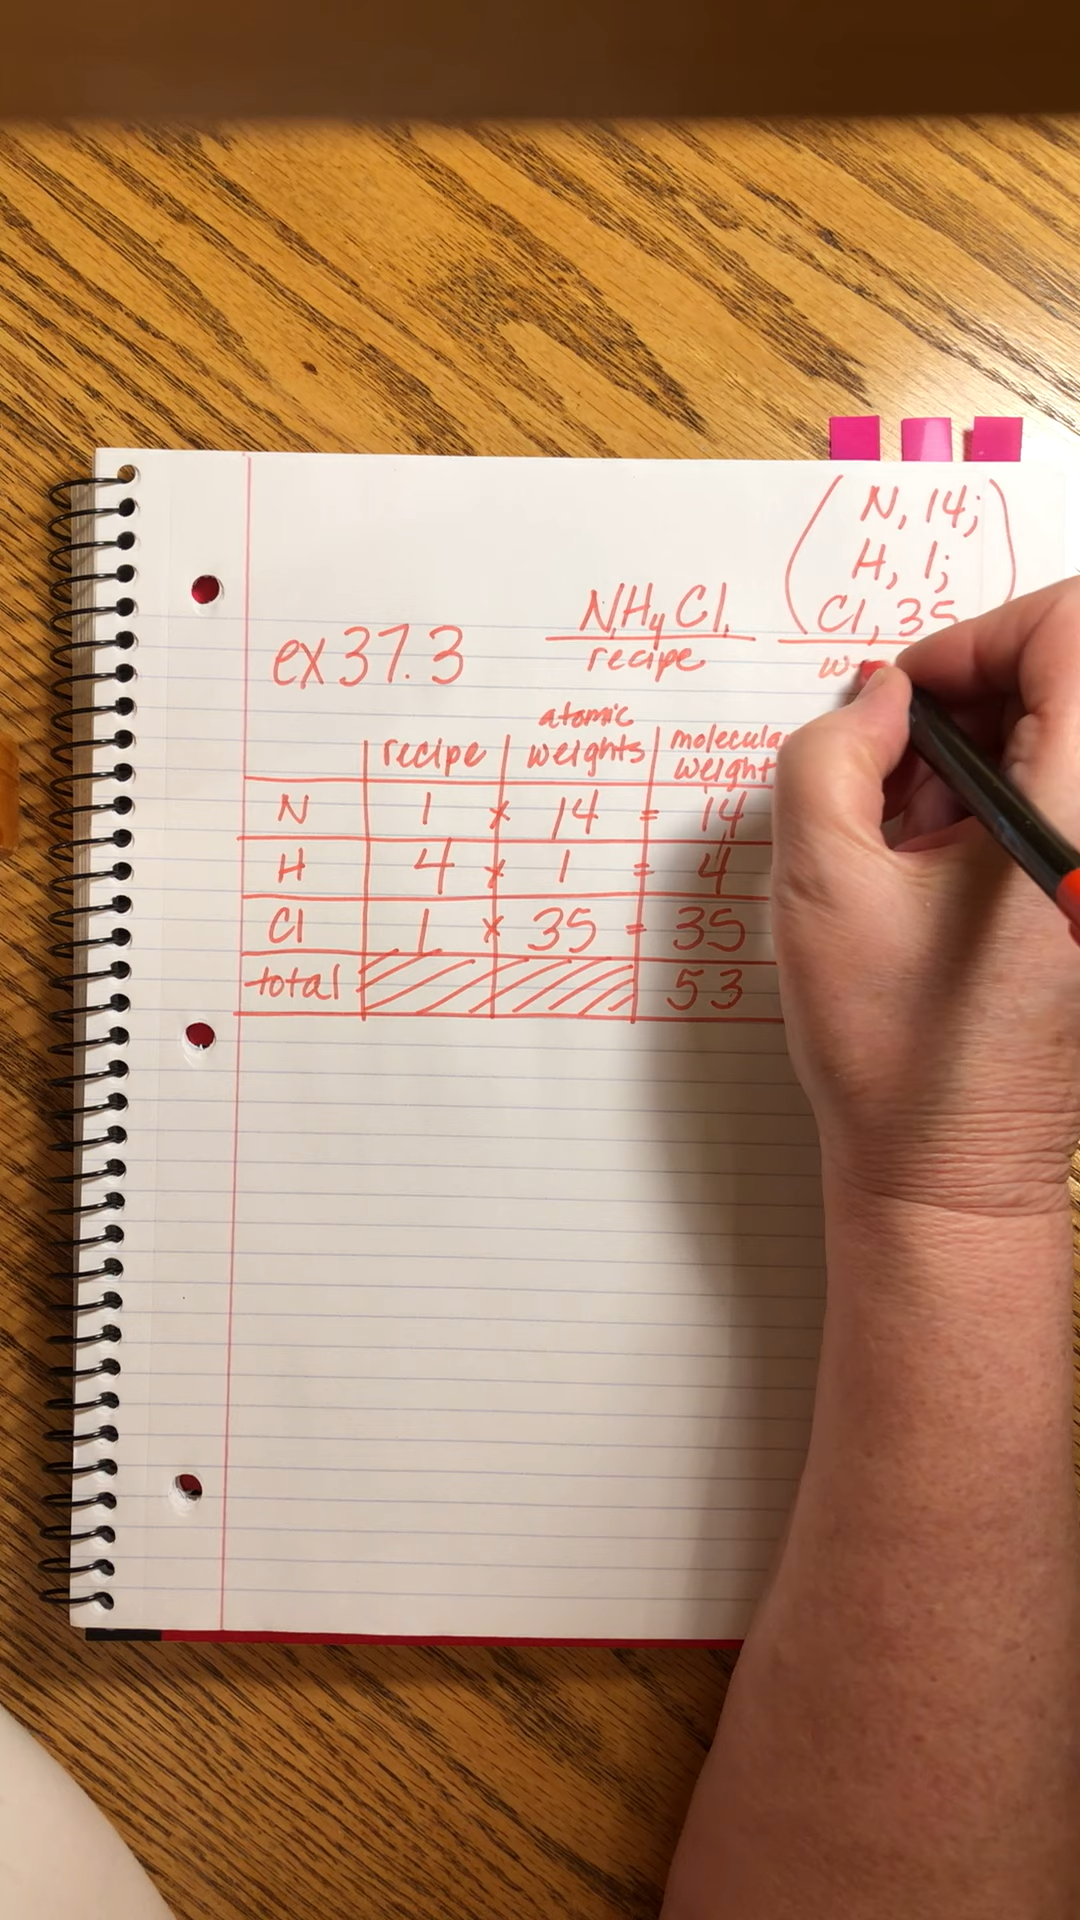 ( N, 14;
H, 1;
Cl, 35 )
N₁H₄Cl₁
recipe
ex 37.3
atomic
recipe weights molecular
weight
N 1 x 14 = 14
H 4 x 1 = 4
Cl 1 x 35 = 35
total 53